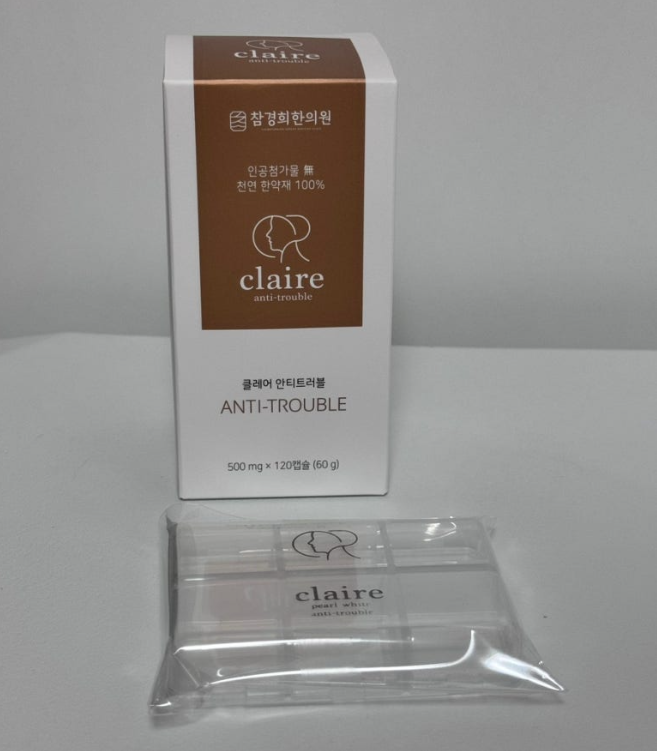 claire
anti-trouble
참경희한의원
인공첨가물 無
천연 한약재 100%
claire
anti-trouble
클레어 안티트러블
ANTI-TROUBLE
500 mg × 120캡슐 (60 g)
claire
pearl white
anti-trouble